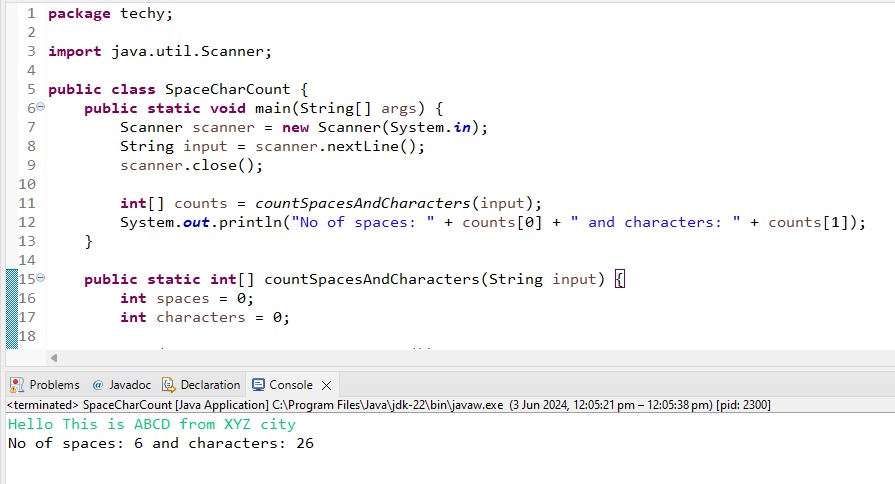 1 package techy;
2
3 import java.util.Scanner;
4
5 public class SpaceCharCount {
6 public static void main(String[] args) {
7 Scanner scanner = new Scanner(System.in);
8 String input = scanner.nextLine();
9 scanner.close();
10
11 int[] counts = countSpacesAndCharacters(input);
12 System.out.println("No of spaces: " + counts[0] + " and characters: " + counts[1]);
13 }
14
15 public static int[] countSpacesAndCharacters(String input) {
16 int spaces = 0;
17 int characters = 0;
18
Problems @ Javadoc Declaration Console
<terminated> SpaceCharCount [Java Application] C:\Program Files\Java\jdk-22\bin\javaw.exe (3 Jun 2024, 12:05:21 pm – 12:05:38 pm) [pid: 2300]
Hello This is ABCD from XYZ city
No of spaces: 6 and characters: 26